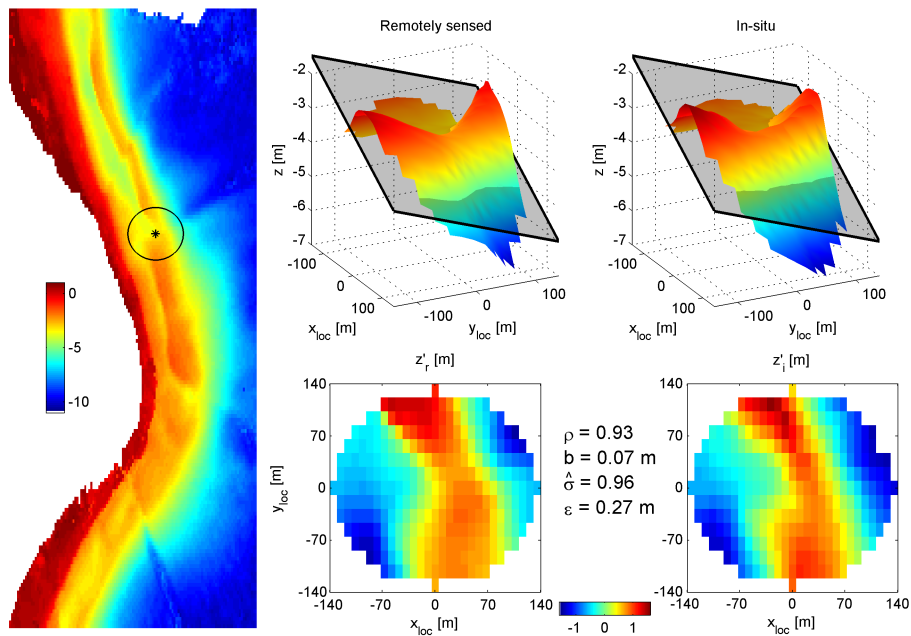 Remotely sensed
In-situ
-2
-3
-4
-5
-6
-7
z [m]
-100
0
100
x_loc [m]
-100
0
100
y_loc [m]
-2
-3
-4
-5
-6
-7
z [m]
-100
0
100
x_loc [m]
-100
0
100
y_loc [m]
0
-5
-10
z'_r [m]
140
70
0
-70
-140
y_loc [m]
-140 -70 0 70 140
x_loc [m]
ρ = 0.93
b = 0.07 m
σ̂ = 0.96
ε = 0.27 m
z'_i [m]
140
70
0
-70
-140
-140 -70 0 70 140
x_loc [m]
-1 0 1